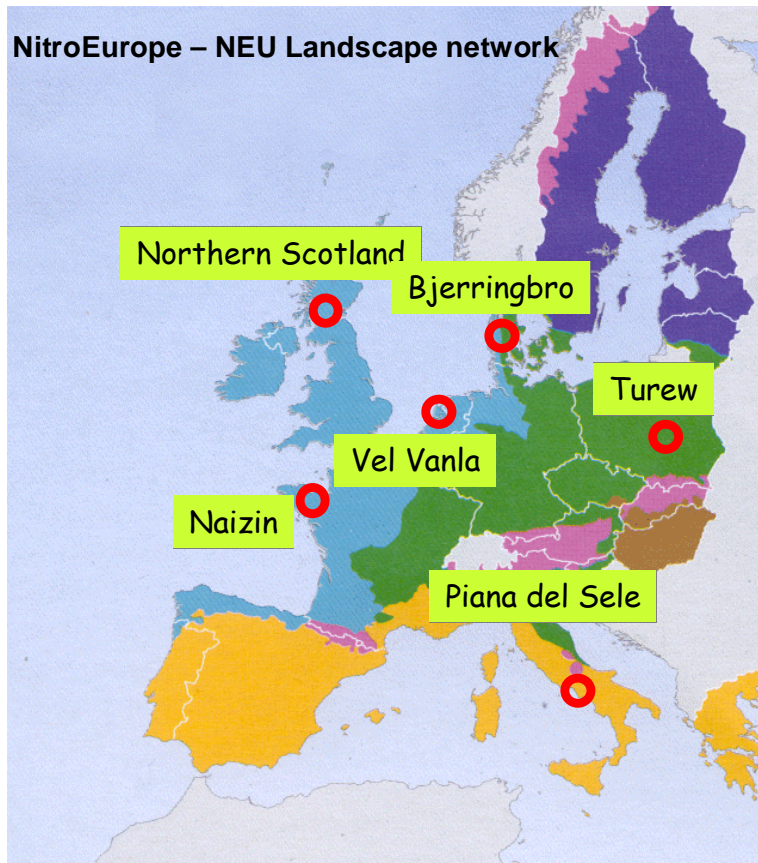 NitroEurope – NEU Landscape network
Northern Scotland
Bjerringbro
Turew
Vel Vanla
Naizin
Piana del Sele